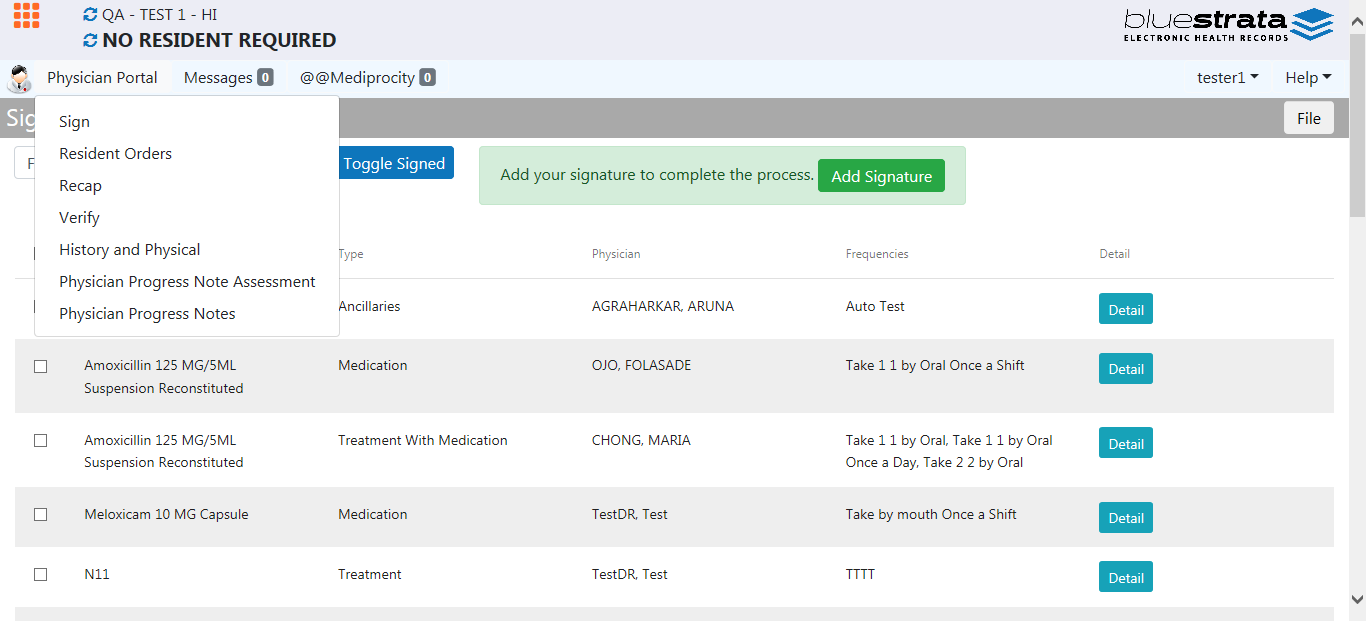 QA - TEST 1 - HI
NO RESIDENT REQUIRED
bluestrata
ELECTRONIC HEALTH RECORDS
Physician Portal Messages 0 @@Mediprocity 0 tester1 Help
Sig File
Sign
Resident Orders
Recap
Verify
History and Physical
Physician Progress Note Assessment
Physician Progress Notes
F Toggle Signed Add your signature to complete the process. Add Signature
Type Physician Frequencies Detail
Ancillaries AGRAHARKAR, ARUNA Auto Test Detail
Amoxicillin 125 MG/5ML Medication OJO, FOLASADE Take 1 1 by Oral Once a Shift Detail
Suspension Reconstituted
Amoxicillin 125 MG/5ML Treatment With Medication CHONG, MARIA Take 1 1 by Oral, Take 1 1 by Oral Detail
Suspension Reconstituted Once a Day, Take 2 2 by Oral
Meloxicam 10 MG Capsule Medication TestDR, Test Take by mouth Once a Shift Detail
N11 Treatment TestDR, Test TTTT Detail